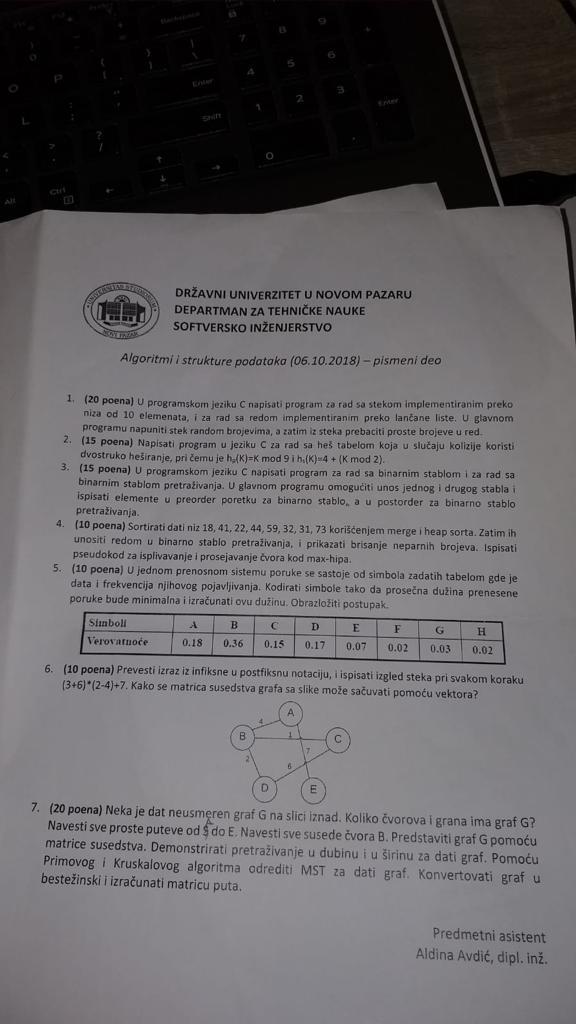 Backspace
Enter
Shift
Enter
Alt
Ctrl
UNIVERSITAS STUDIORUM
NOVI PAZAR
DRŽAVNI UNIVERZITET U NOVOM PAZARU
DEPARTMAN ZA TEHNIČKE NAUKE
SOFTVERSKO INŽENJERSTVO
Algoritmi i strukture podataka (06.10.2018) – pismeni deo
1. (20 poena) U programskom jeziku C napisati program za rad sa stekom implementiranim preko
niza od 10 elemenata, i za rad sa redom implementiranim preko lančane liste. U glavnom
programu napuniti stek random brojevima, a zatim iz steka prebaciti proste brojeve u red.
2. (15 poena) Napisati program u jeziku C za rad sa heš tabelom koja u slučaju kolizije koristi
dvostruko heširanje, pri čemu je h₀(K)=K mod 9 i h₁(K)=4 + (K mod 2).
3. (15 poena) U programskom jeziku C napisati program za rad sa binarnim stablom i za rad sa
binarnim stablom pretraživanja. U glavnom programu omogućiti unos jednog i drugog stabla i
ispisati elemente u preorder poretku za binarno stablo, a u postorder za binarno stablo
pretraživanja.
4. (10 poena) Sortirati dati niz 18, 41, 22, 44, 59, 32, 31, 73 korišćenjem merge i heap sorta. Zatim ih
unositi redom u binarno stablo pretraživanja, i prikazati brisanje neparnih brojeva. Ispisati
pseudokod za isplivavanje i prosejavanje čvora kod max-hipa.
5. (10 poena) U jednom prenosnom sistemu poruke se sastoje od simbola zadatih tabelom gde je
data i frekvencija njihovog pojavljivanja. Kodirati simbole tako da prosečna dužina prenesene
poruke bude minimalna i izračunati ovu dužinu. Obrazložiti postupak.
Simboli A B C D E F G H
Verovatnoće 0.18 0.36 0.15 0.17 0.07 0.02 0.03 0.02
6. (10 poena) Prevesti izraz iz infiksne u postfiksnu notaciju, i ispisati izgled steka pri svakom koraku
(3+6)*(2-4)+7. Kako se matrica susedstva grafa sa slike može sačuvati pomoću vektora?
A
4
B 1 C
7
2 6
D E
7. (20 poena) Neka je dat neusmeren graf G na slici iznad. Koliko čvorova i grana ima graf G?
Navesti sve proste puteve od A do E. Navesti sve susede čvora B. Predstaviti graf G pomoću
matrice susedstva. Demonstrirati pretraživanje u dubinu i u širinu za dati graf. Pomoću
Primovog i Kruskalovog algoritma odrediti MST za dati graf. Konvertovati graf u
bestežinski i izračunati matricu puta.
Predmetni asistent
Aldina Avdić, dipl. inž.